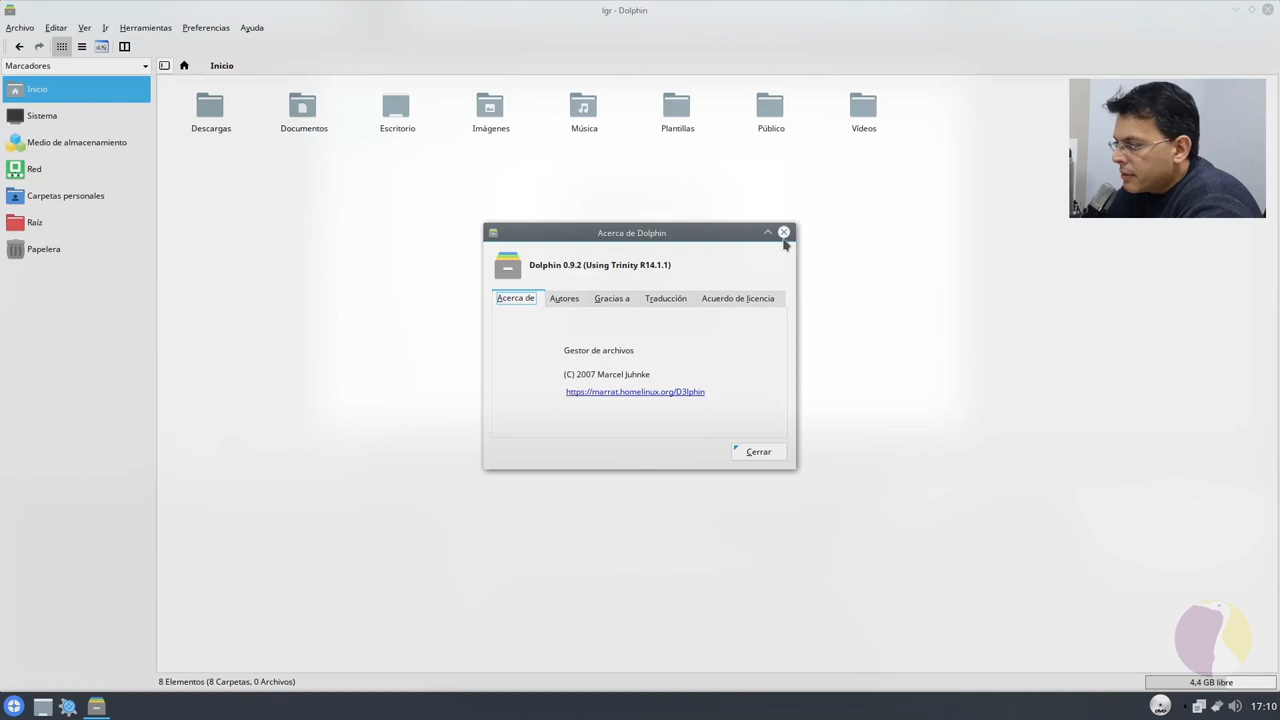 lgr - Dolphin
Archivo Editar Ver Ir Herramientas Preferencias Ayuda
Marcadores
Inicio
Inicio
Sistema
Medio de almacenamiento
Red
Carpetas personales
Raíz
Papelera
Descargas Documentos Escritorio Imágenes Música Plantillas Público Vídeos
Acerca de Dolphin
Dolphin 0.9.2 (Using Trinity R14.1.1)
Acerca de Autores Gracias a Traducción Acuerdo de licencia
Gestor de archivos
(C) 2007 Marcel Juhnke
https://marrat.homelinux.org/D3lphin
Cerrar
8 Elementos (8 Carpetas, 0 Archivos)
4,4 GB libre
17:10